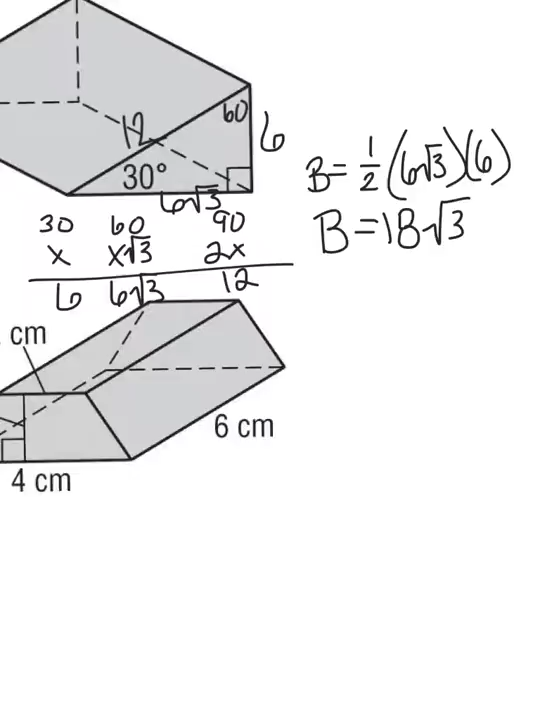 12
60
6
30°
6√3
B = 1/2 (6√3)(6)
B = 18√3
30 60 90
x x√3 2x
6 6√3 12
cm
6 cm
4 cm